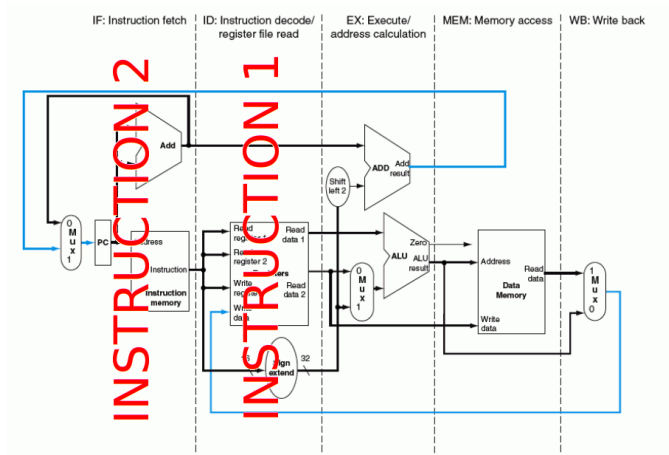 IF: Instruction fetch
ID: Instruction decode/
register file read
EX: Execute/
address calculation
MEM: Memory access
WB: Write back
INSTRUCTION 2
INSTRUCTION 1
Add
ADD
Add
result
Shift
left 2
0
M
u
x
1
PC
Instruction
memory
Read
register 2
Write
data
Read
data 1
Read
data 2
Zero
ALU
ALU
result
0
M
u
x
1
Address
Read
data
Data
Memory
Write
data
1
M
u
x
0
32
extend